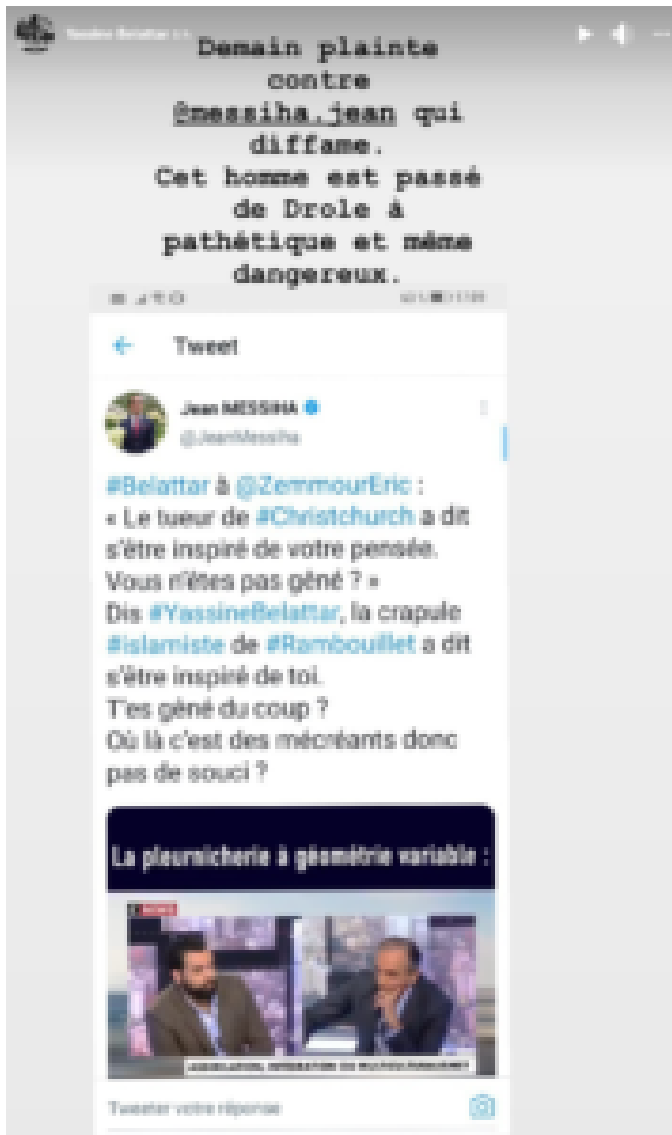 Yassine Belattar
Demain plainte
contre
@messiha.jean qui
diffame.
Cet homme est passé
de Drole à
pathétique et même
dangereux.
Tweet
Jean MESSIHA
@JeanMessiha
#Belattar à @ZemmourEric :
« Le tueur de #Christchurch a dit
s'être inspiré de votre pensée.
Vous n'êtes pas gêné ? »
Dis #YassineBelattar, la crapule
#islamiste de #Rambouillet a dit
s'être inspiré de toi.
T'es gêné du coup ?
Où là c'est des mécréants donc
pas de souci ?
La pleurnicherie à géométrie variable :
NEWS
Tweeter votre réponse